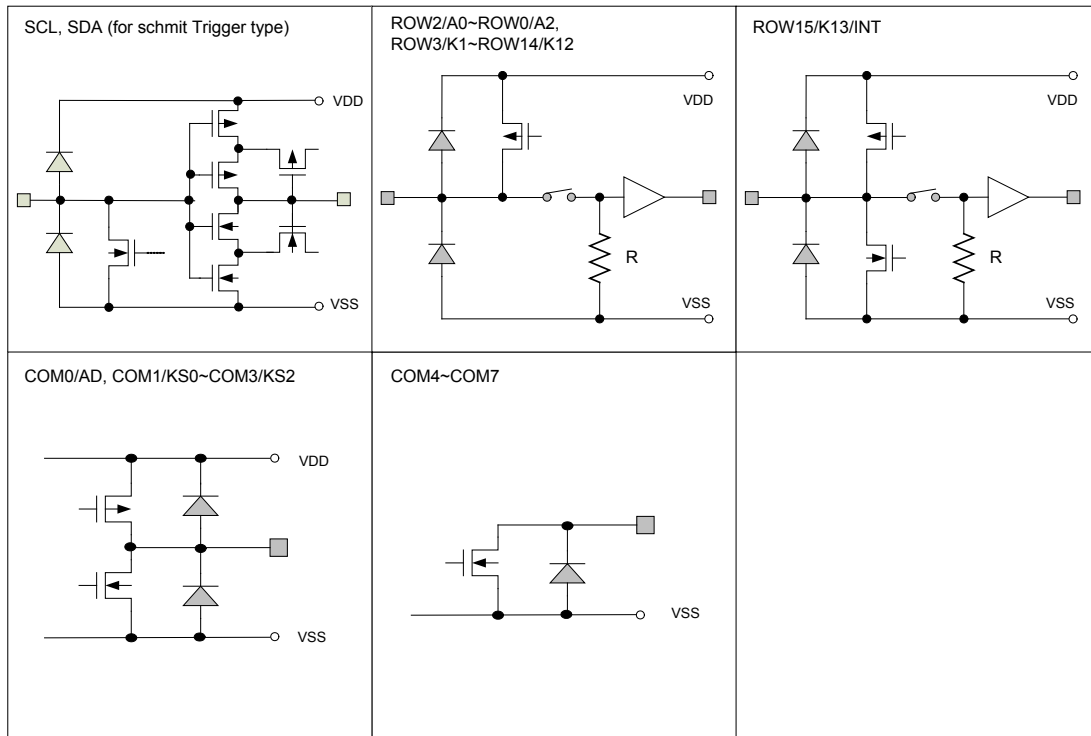 SCL, SDA (for schmit Trigger type)
VDD
VSS
ROW2/A0~ROW0/A2,
ROW3/K1~ROW14/K12
VDD
R
VSS
ROW15/K13/INT
VDD
R
VSS
COM0/AD, COM1/KS0~COM3/KS2
VDD
VSS
COM4~COM7
VSS